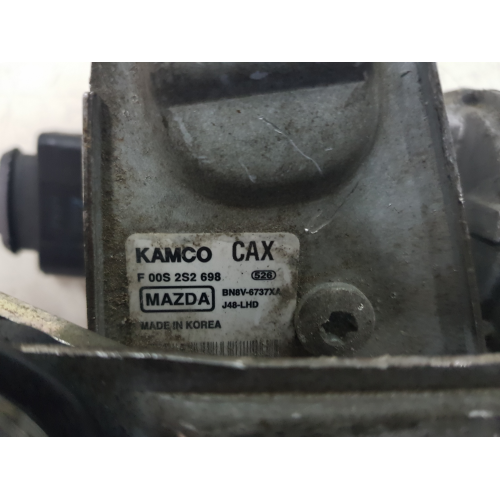 KAMCO CAX
F 00S 2S2 698 526
MAZDA BN8V-6737XA
J48-LHD
MADE IN KOREA